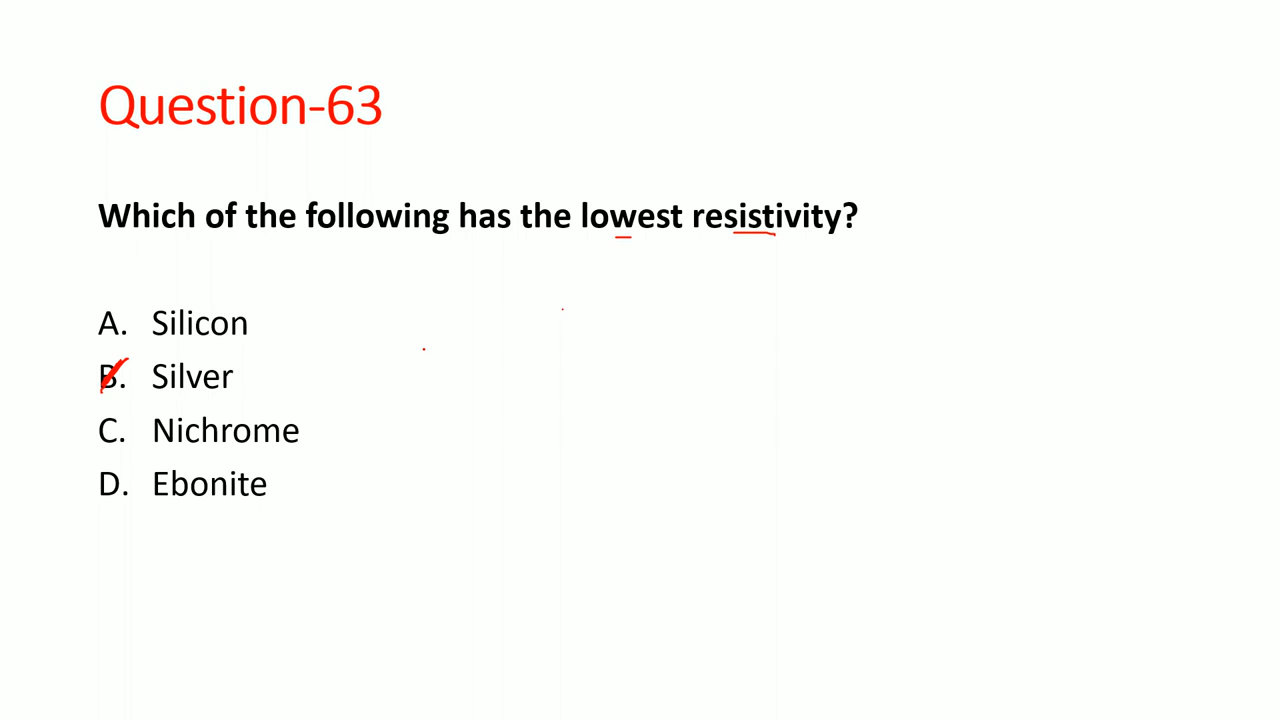 Question-63
Which of the following has the lowest resistivity?
A. Silicon
B. Silver
C. Nichrome
D. Ebonite